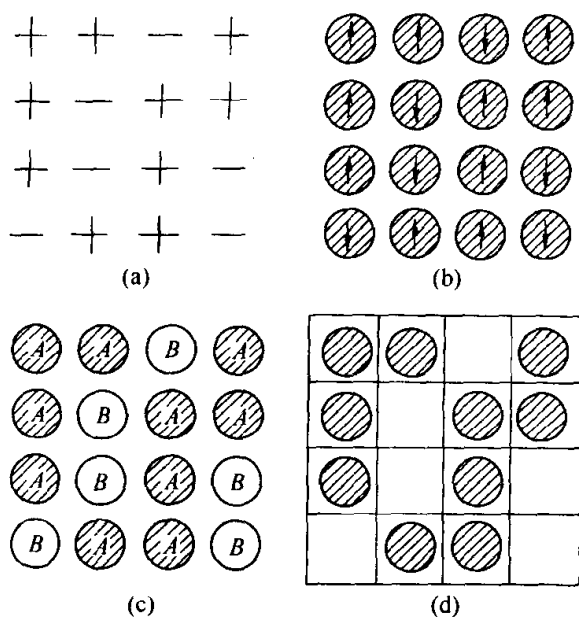 + + − +
+ − + +
+ − + −
− + + −
(a)
(b)
A A B A
A B A A
A B A B
B A A B
(c)
(d)